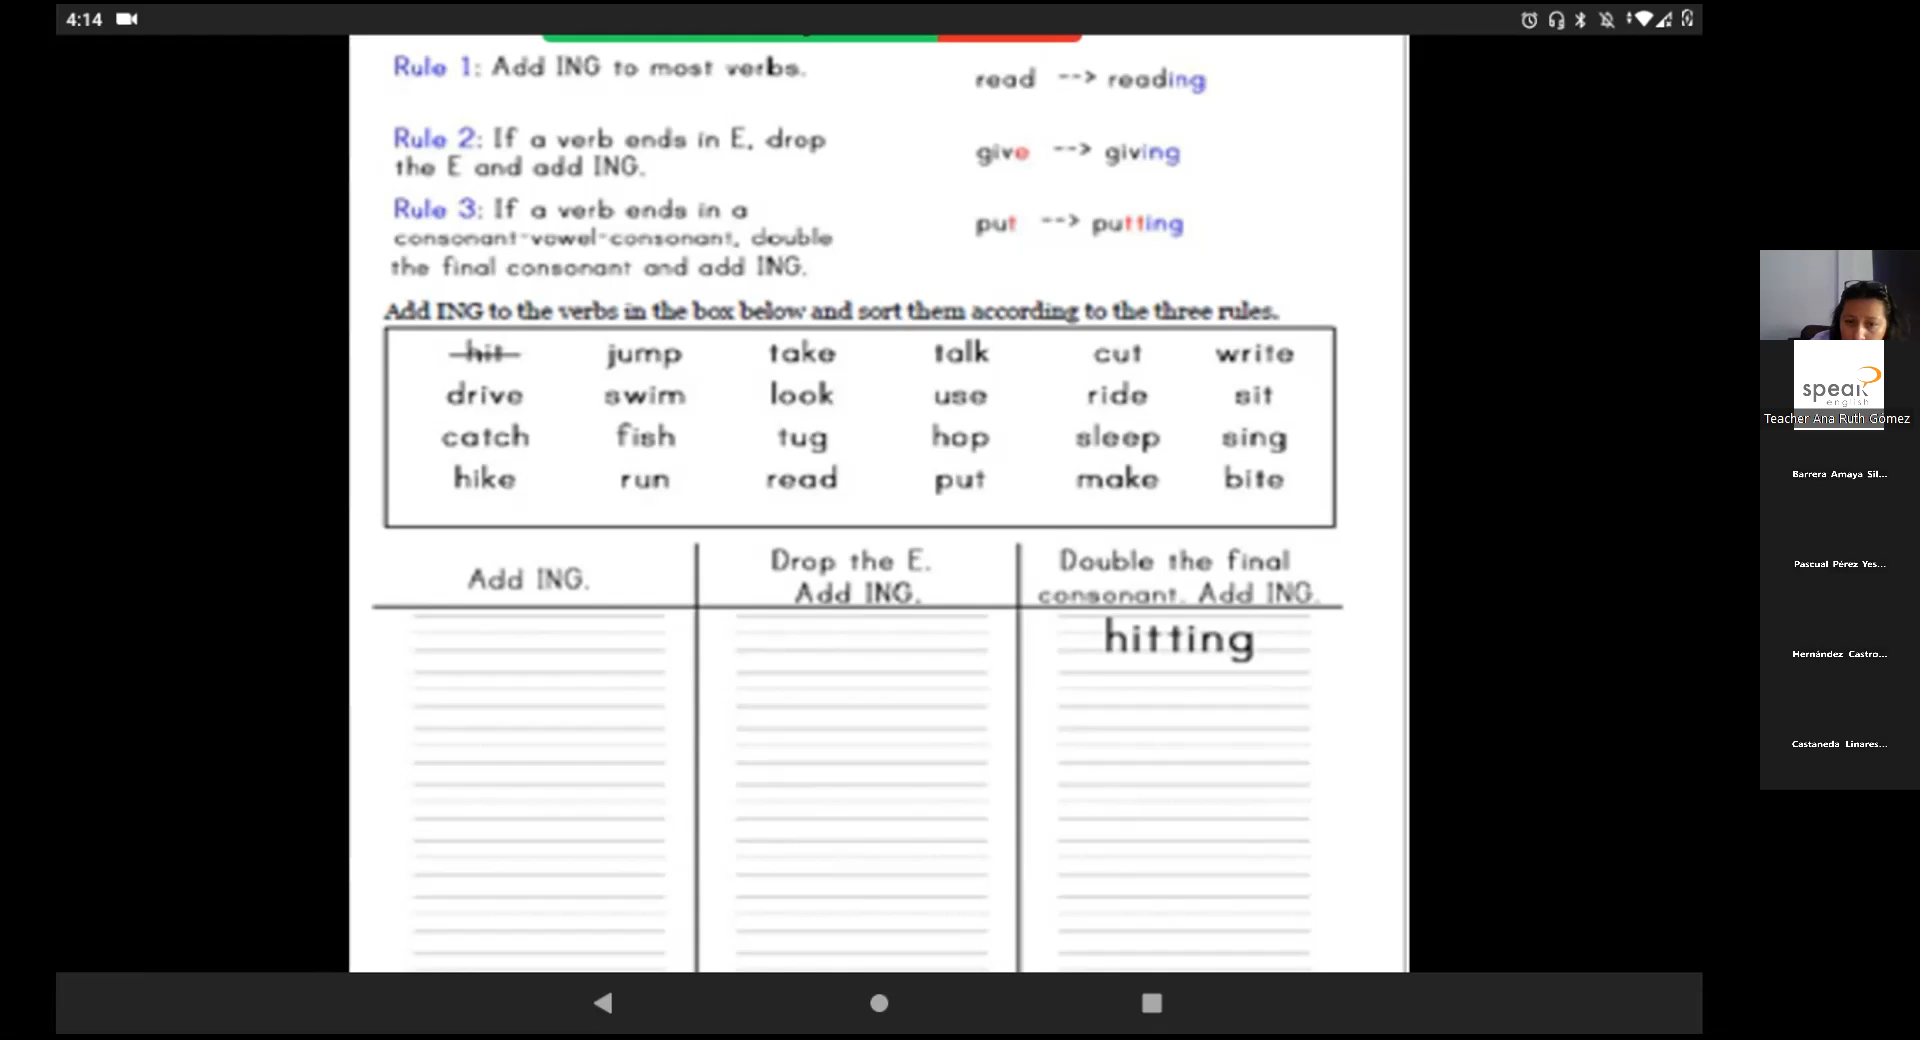 4:14
Rule 1: Add ING to most verbs.
read --> reading
Rule 2: If a verb ends in E, drop
the E and add ING.
give --> giving
Rule 3: If a verb ends in a
consonant-vowel-consonant, double
the final consonant and add ING.
put --> putting
Add ING to the verbs in the box below and sort them according to the three rules.
hit jump take talk cut write
drive swim look use ride sit
catch fish tug hop sleep sing
hike run read put make bite
Add ING.
Drop the E.
Add ING.
Double the final
consonant. Add ING.
hitting
speak
english
Teacher Ana Ruth Gómez
Barrera Amaya Sil...
Pascual Pérez Yes...
Hernández Castro...
Castaneda Linares...